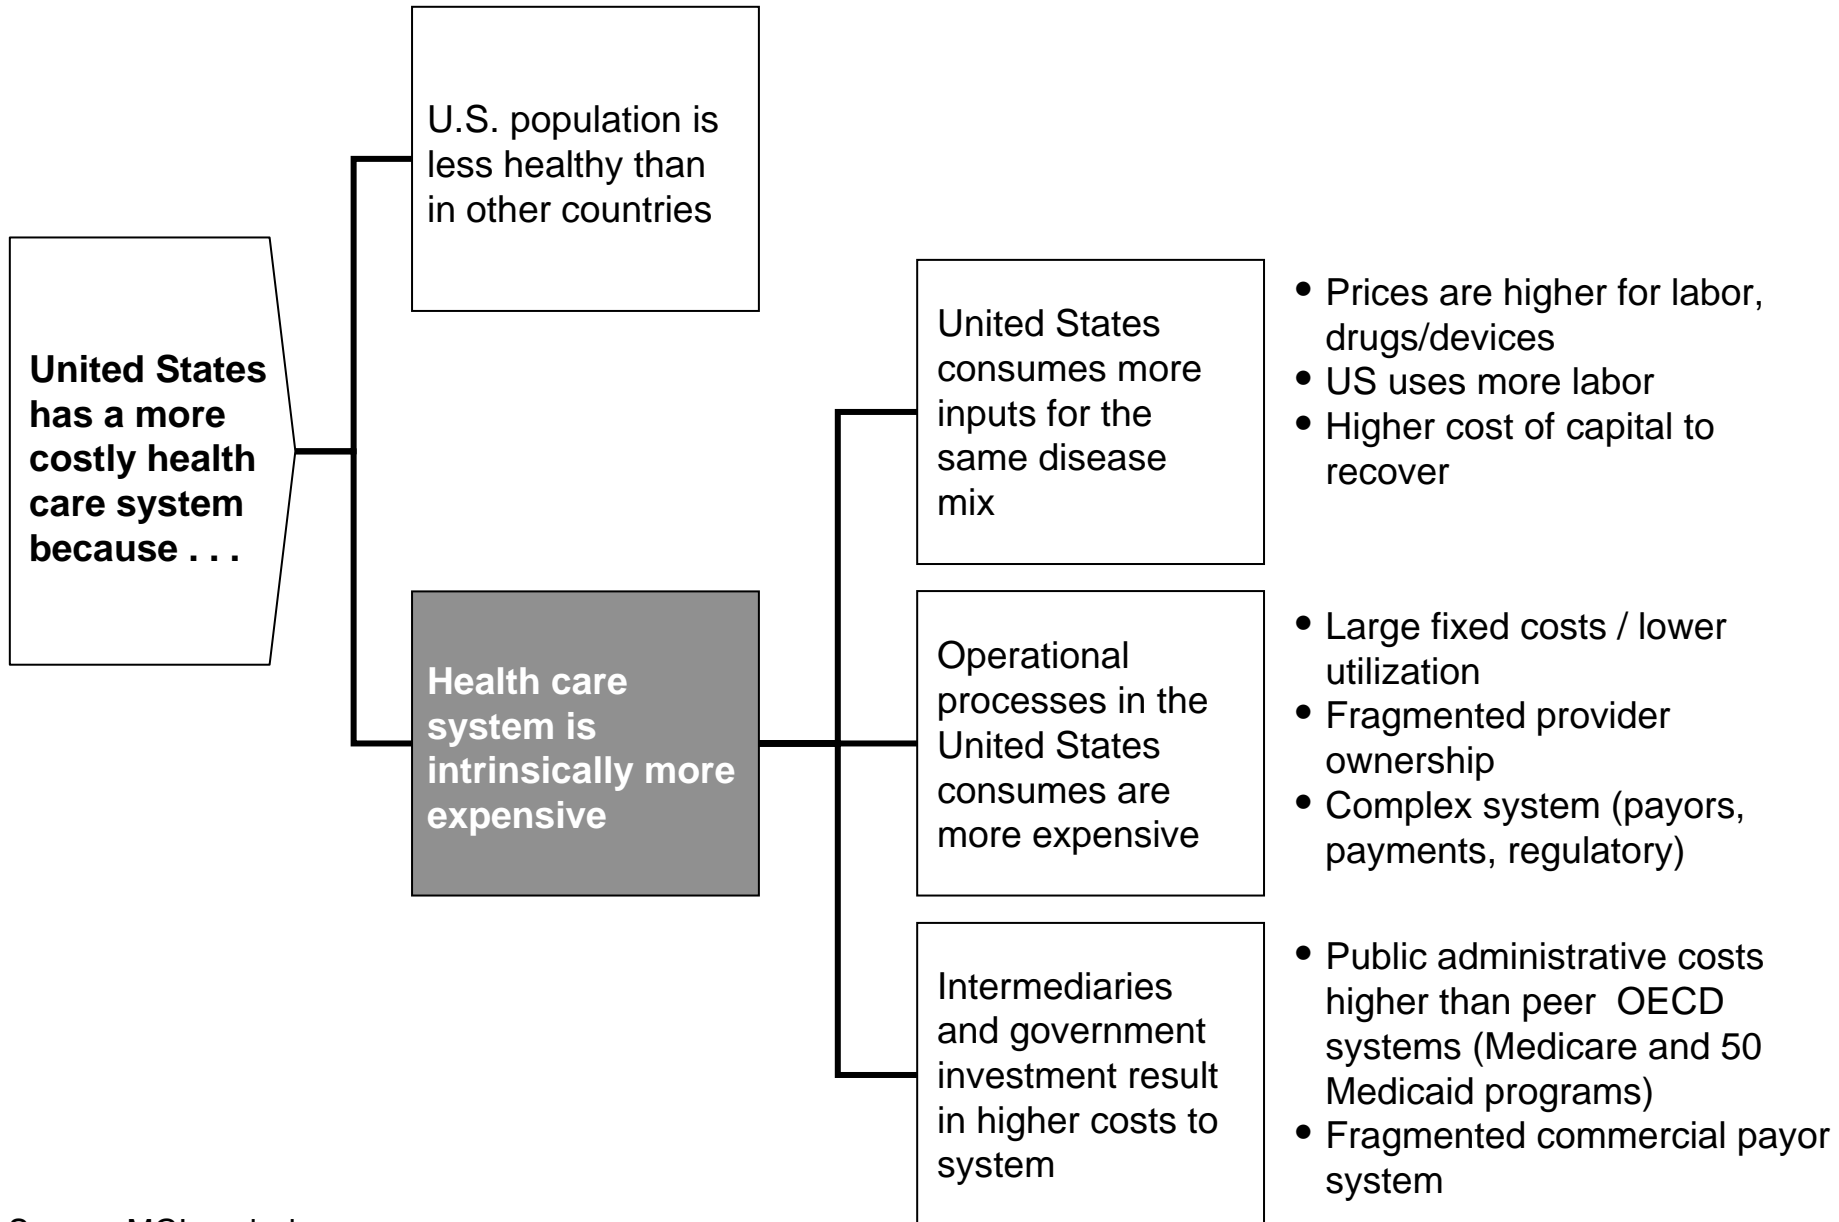 United States
has a more
costly health
care system
because . . .
U.S. population is
less healthy than
in other countries
Health care
system is
intrinsically more
expensive
United States
consumes more
inputs for the
same disease
mix
• Prices are higher for labor,
drugs/devices
• US uses more labor
• Higher cost of capital to
recover
Operational
processes in the
United States
consumes are
more expensive
• Large fixed costs / lower
utilization
• Fragmented provider
ownership
• Complex system (payors,
payments, regulatory)
Intermediaries
and government
investment result
in higher costs to
system
• Public administrative costs
higher than peer OECD
systems (Medicare and 50
Medicaid programs)
• Fragmented commercial payor
system